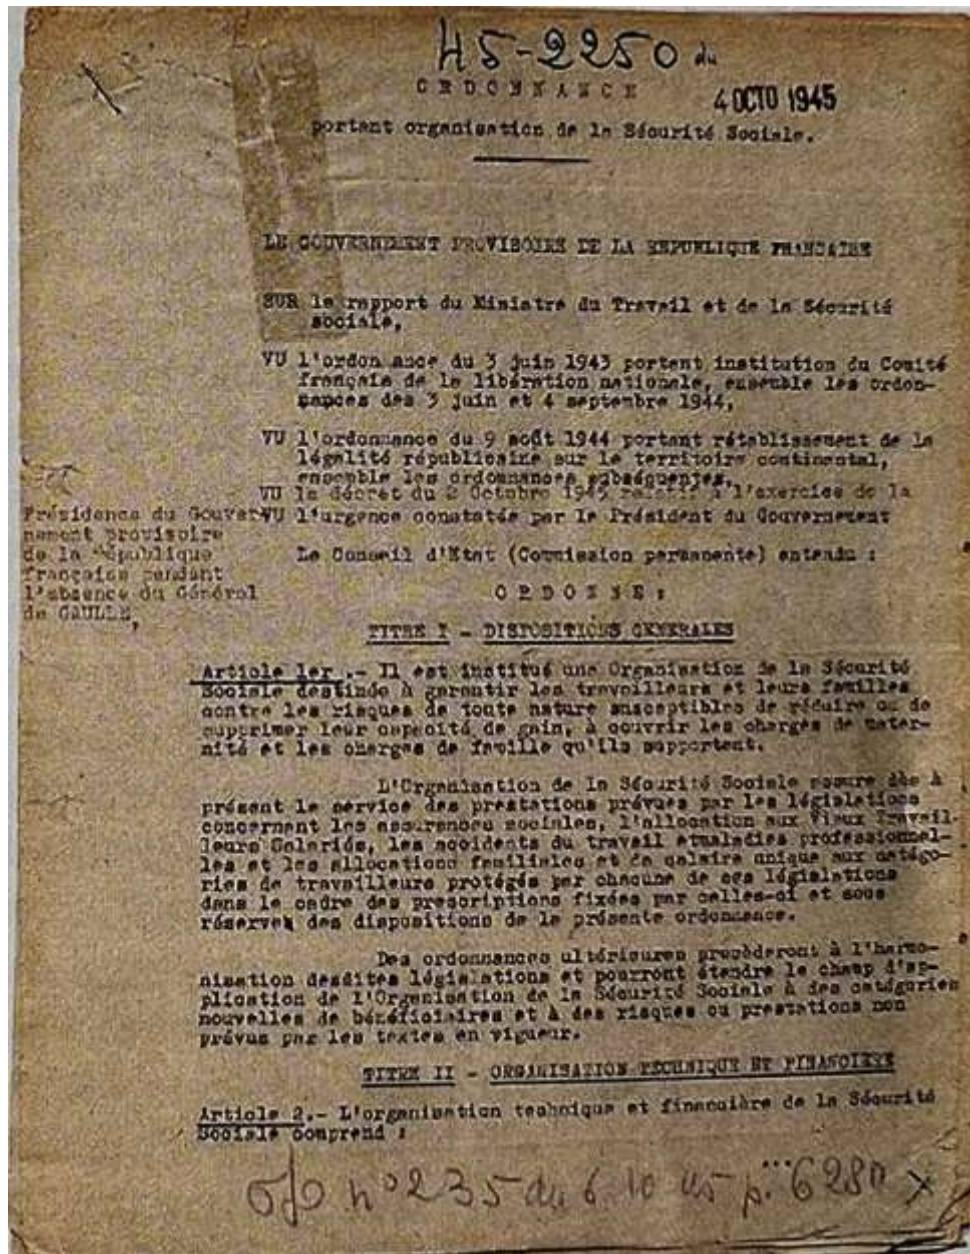 45-2250 du
ORDONNANCE
4 OCTO 1945
portant organisation de la Sécurité Sociale.
LE GOUVERNEMENT PROVISOIRE DE LA REPUBLIQUE FRANCAISE
SUR le rapport du Ministre du Travail et de la Sécurité
sociale,
VU l'ordonnance du 3 juin 1943 portant institution du Comité
français de la libération nationale, ensemble les ordon-
nances des 3 juin et 4 septembre 1944,
VU l'ordonnance du 9 août 1944 portant rétablissement de la
légalité républicaine sur le territoire continental,
ensemble les ordonnances subséquentes,
VU le décret du 2 Octobre 1945 relatif à l'exercice de la
Présidence du Gouver-
nement provisoire
de la République
française pendant
l'absence du Général
de GAULLE,
VU l'urgence constatée par le Président du Gouvernement
Le Conseil d'Etat (Commission permanente) entendu :
ORDONNE :
TITRE I - DISPOSITIONS GENERALES
Article 1er .- Il est institué une Organisation de la Sécurité
Sociale destinée à garantir les travailleurs et leurs familles
contre les risques de toute nature susceptibles de réduire ou de
supprimer leur capacité de gain, à couvrir les charges de mater-
nité et les charges de famille qu'ils supportent.
L'Organisation de la Sécurité Sociale assure dès à
présent le service des prestations prévues par les législations
concernant les assurances sociales, l'allocation aux Vieux Travail-
leurs Salariés, les accidents du travail et maladies professionnel-
les et les allocations familiales et de salaire unique aux catégo-
ries de travailleurs protégés par chacune de ces législations
dans le cadre des prescriptions fixées par celles-ci et sous
réserve des dispositions de la présente ordonnance.
Des ordonnances ultérieures procèderont à l'harmo-
nisation desdites législations et pourront étendre le champ d'ap-
plication de l'Organisation de la Sécurité Sociale à des catégories
nouvelles de bénéficiaires et à des risques ou prestations non
prévus par les textes en vigueur.
TITRE II - ORGANISATION TECHNIQUE ET FINANCIERE
Article 2.- L'organisation technique et financière de la Sécurité
Sociale comprend :
...
n° 235 du 6 10 45 p. 6280